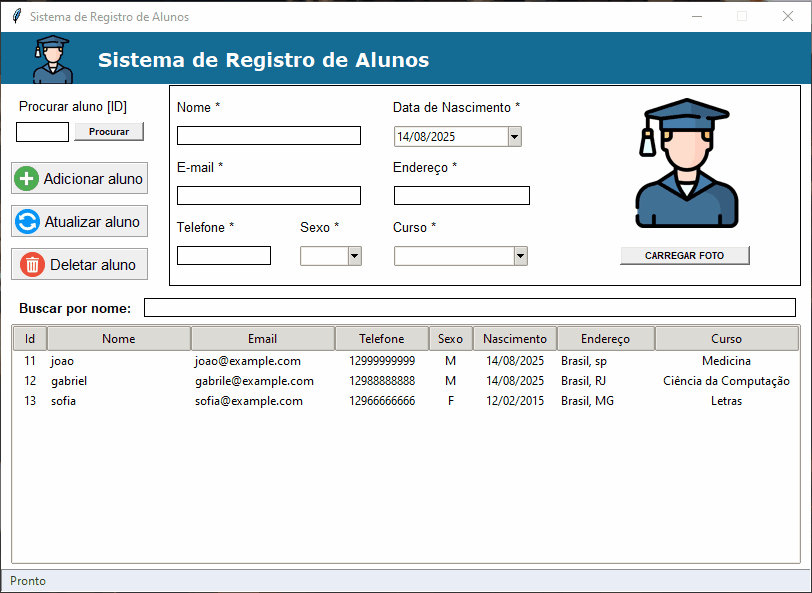 Sistema de Registro de Alunos
Sistema de Registro de Alunos
Procurar aluno [ID]
Procurar
Adicionar aluno
Atualizar aluno
Deletar aluno
Nome *
Data de Nascimento *
14/08/2025
E-mail *
Endereço *
Telefone *
Sexo *
Curso *
CARREGAR FOTO
Buscar por nome:
Id Nome Email Telefone Sexo Nascimento Endereço Curso
11 joao joao@example.com 12999999999 M 14/08/2025 Brasil, sp Medicina
12 gabriel gabrile@example.com 12988888888 M 14/08/2025 Brasil, RJ Ciência da Computação
13 sofia sofia@example.com 12966666666 F 12/02/2015 Brasil, MG Letras
Pronto